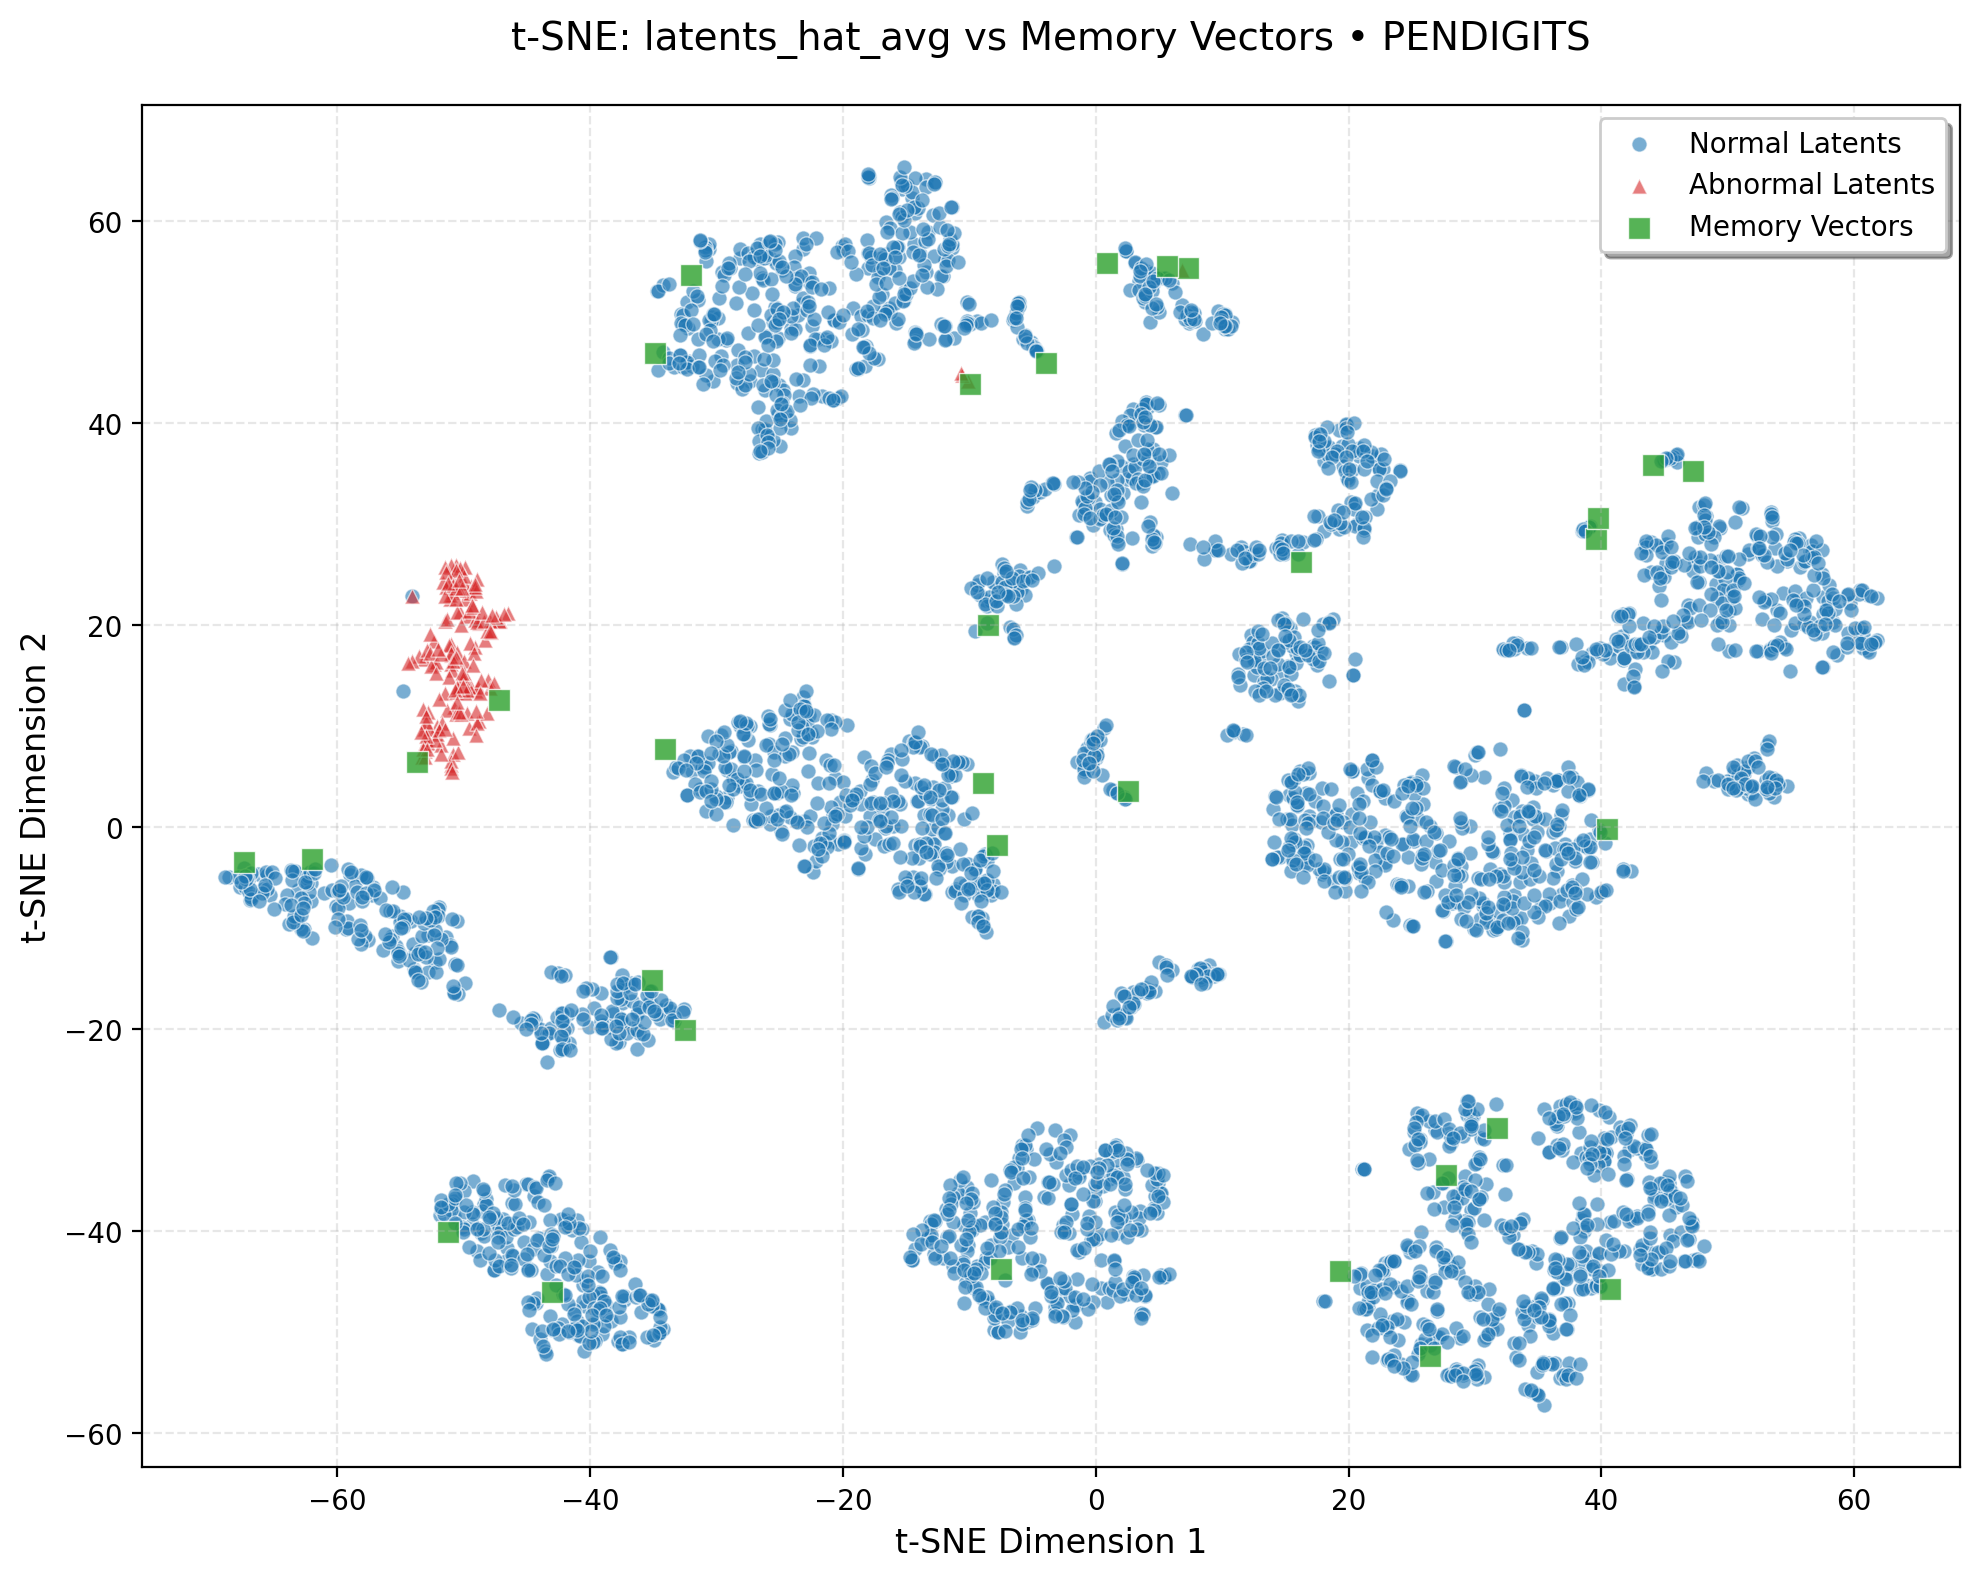 t-SNE: latents_hat_avg vs Memory Vectors • PENDIGITS
Normal Latents
Abnormal Latents
Memory Vectors
60
40
20
0
−20
−40
−60
t-SNE Dimension 2
−60 −40 −20 0 20 40 60
t-SNE Dimension 1